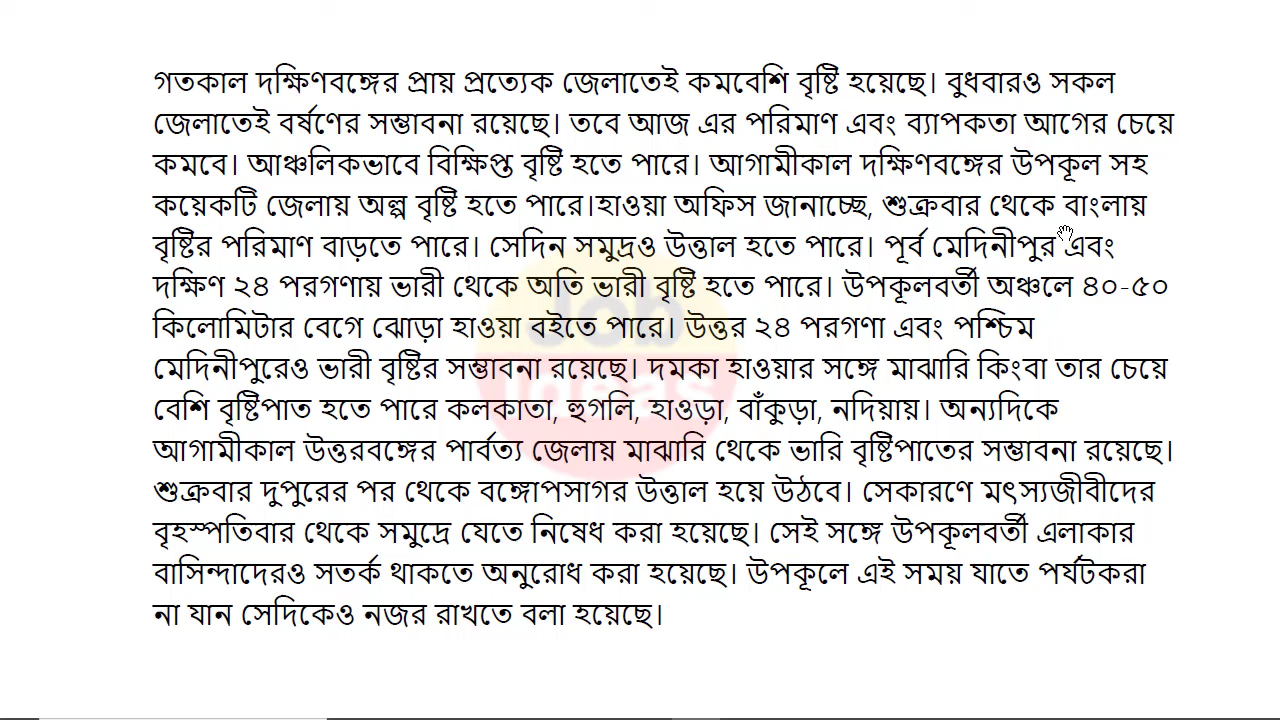 গতকাল দক্ষিণবঙ্গের প্রায় প্রত্যেক জেলাতেই কমবেশি বৃষ্টি হয়েছে। বুধবারও সকল
জেলাতেই বর্ষণের সম্ভাবনা রয়েছে। তবে আজ এর পরিমাণ এবং ব্যাপকতা আগের চেয়ে
কমবে। আঞ্চলিকভাবে বিক্ষিপ্ত বৃষ্টি হতে পারে। আগামীকাল দক্ষিণবঙ্গের উপকূল সহ
কয়েকটি জেলায় অল্প বৃষ্টি হতে পারে।হাওয়া অফিস জানাচ্ছে, শুক্রবার থেকে বাংলায়
বৃষ্টির পরিমাণ বাড়তে পারে। সেদিন সমুদ্রও উত্তাল হতে পারে। পূর্ব মেদিনীপুর এবং
দক্ষিণ ২৪ পরগণায় ভারী থেকে অতি ভারী বৃষ্টি হতে পারে। উপকূলবর্তী অঞ্চলে ৪০-৫০
কিলোমিটার বেগে ঝোড়া হাওয়া বইতে পারে। উত্তর ২৪ পরগণা এবং পশ্চিম
মেদিনীপুরেও ভারী বৃষ্টির সম্ভাবনা রয়েছে। দমকা হাওয়ার সঙ্গে মাঝারি কিংবা তার চেয়ে
বেশি বৃষ্টিপাত হতে পারে কলকাতা, হুগলি, হাওড়া, বাঁকুড়া, নদিয়ায়। অন্যদিকে
আগামীকাল উত্তরবঙ্গের পার্বত্য জেলায় মাঝারি থেকে ভারি বৃষ্টিপাতের সম্ভাবনা রয়েছে।
শুক্রবার দুপুরের পর থেকে বঙ্গোপসাগর উত্তাল হয়ে উঠবে। সেকারণে মৎস্যজীবীদের
বৃহস্পতিবার থেকে সমুদ্রে যেতে নিষেধ করা হয়েছে। সেই সঙ্গে উপকূলবর্তী এলাকার
বাসিন্দাদেরও সতর্ক থাকতে অনুরোধ করা হয়েছে। উপকূলে এই সময় যাতে পর্যটকরা
না যান সেদিকেও নজর রাখতে বলা হয়েছে।
Job
Ideas